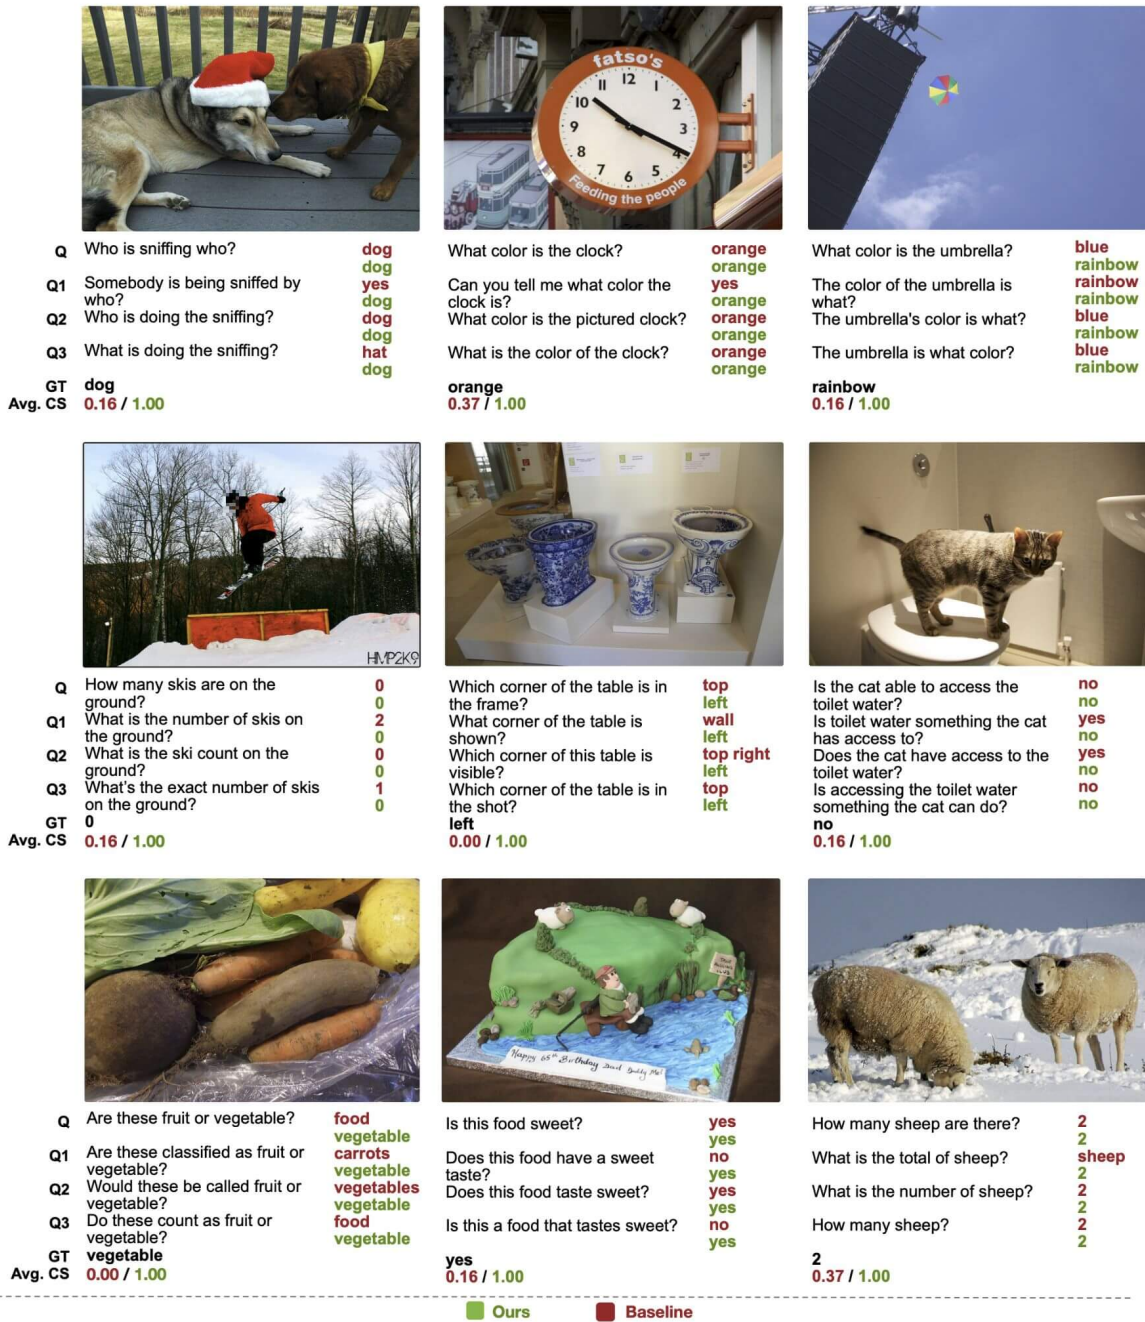 fatso's
12
11
1
10
2
9
3
8
4
7
5
6
Feeding the people
Q Who is sniffing who? dog
dog
Q1 Somebody is being sniffed by yes
who? dog
Q2 Who is doing the sniffing? dog
dog
Q3 What is doing the sniffing? hat
dog
GT dog
Avg. CS 0.16 / 1.00
What color is the clock? orange
orange
Can you tell me what color the yes
clock is? orange
What color is the pictured clock? orange
orange
What is the color of the clock? orange
orange
orange
0.37 / 1.00
What color is the umbrella? blue
rainbow
The color of the umbrella is rainbow
what? rainbow
The umbrella's color is what? blue
rainbow
The umbrella is what color? blue
rainbow
rainbow
0.16 / 1.00
HMP2K9
Q How many skis are on the 0
ground? 0
Q1 What is the number of skis on 2
the ground? 0
Q2 What is the ski count on the 0
ground? 0
Q3 What's the exact number of skis 1
on the ground? 0
GT 0
Avg. CS 0.16 / 1.00
Which corner of the table is in top
the frame? left
What corner of the table is wall
shown? left
Which corner of this table is top right
visible? left
Which corner of the table is in top
the shot? left
left
0.00 / 1.00
Is the cat able to access the no
toilet water? no
Is toilet water something the cat yes
has access to? no
Does the cat have access to the yes
toilet water? no
Is accessing the toilet water no
something the cat can do? no
no
0.16 / 1.00
Happy 65th Birthday Dad
Q Are these fruit or vegetable? food
vegetable
Q1 Are these classified as fruit or carrots
vegetable? vegetable
Q2 Would these be called fruit or vegetables
vegetable? vegetable
Q3 Do these count as fruit or food
vegetable? vegetable
GT vegetable
Avg. CS 0.00 / 1.00
Is this food sweet? yes
yes
Does this food have a sweet no
taste? yes
Does this food taste sweet? yes
yes
Is this a food that tastes sweet? no
yes
yes
0.16 / 1.00
How many sheep are there? 2
2
What is the total of sheep? sheep
2
What is the number of sheep? 2
2
How many sheep? 2
2
2
0.37 / 1.00
Ours Baseline